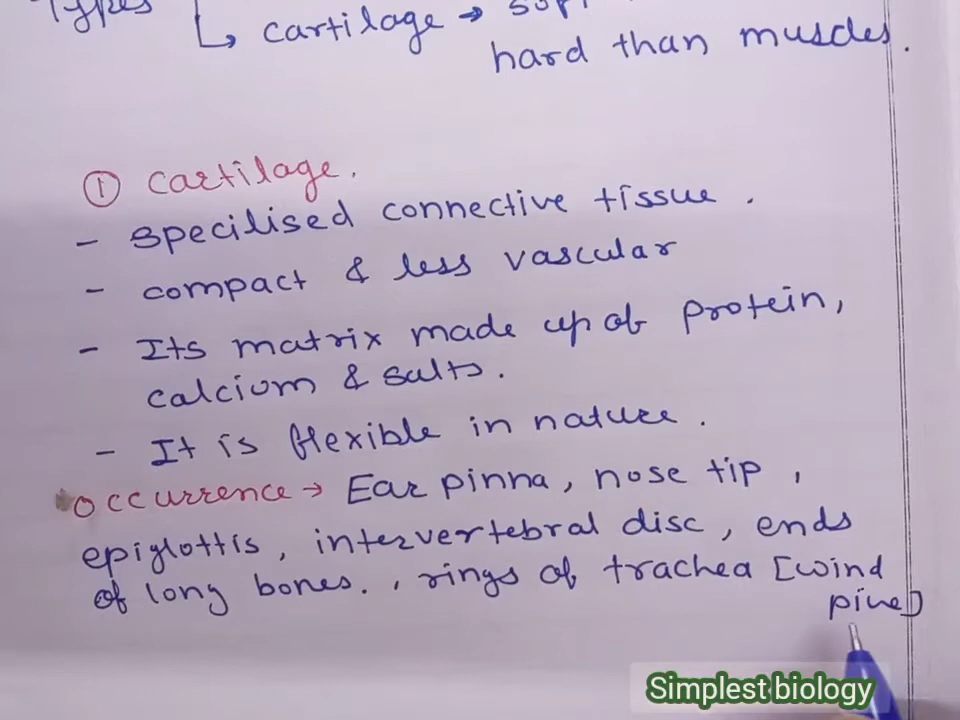 Types
↳ cartilage →
hard than muscles.
① cartilage.
- specilised connective tissue.
- compact & less vascular
- Its matrix made up of protein,
calcium & salts.
- It is flexible in nature.
occurrence → Ear pinna, nose tip,
epiglottis, intervertebral disc, ends
of long bones., rings of trachea [wind
pipe]
Simplest biology